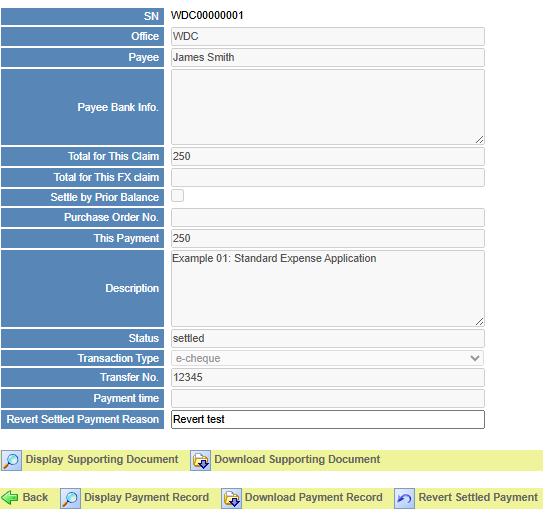 SN WDC00000001
Office WDC
Payee James Smith
Payee Bank Info.
Total for This Claim 250
Total for This FX claim
Settle by Prior Balance
Purchase Order No.
This Payment 250
Description Example 01: Standard Expense Application
Status settled
Transaction Type e-cheque
Transfer No. 12345
Payment time
Revert Settled Payment Reason Revert test
Display Supporting Document Download Supporting Document
Back Display Payment Record Download Payment Record Revert Settled Payment